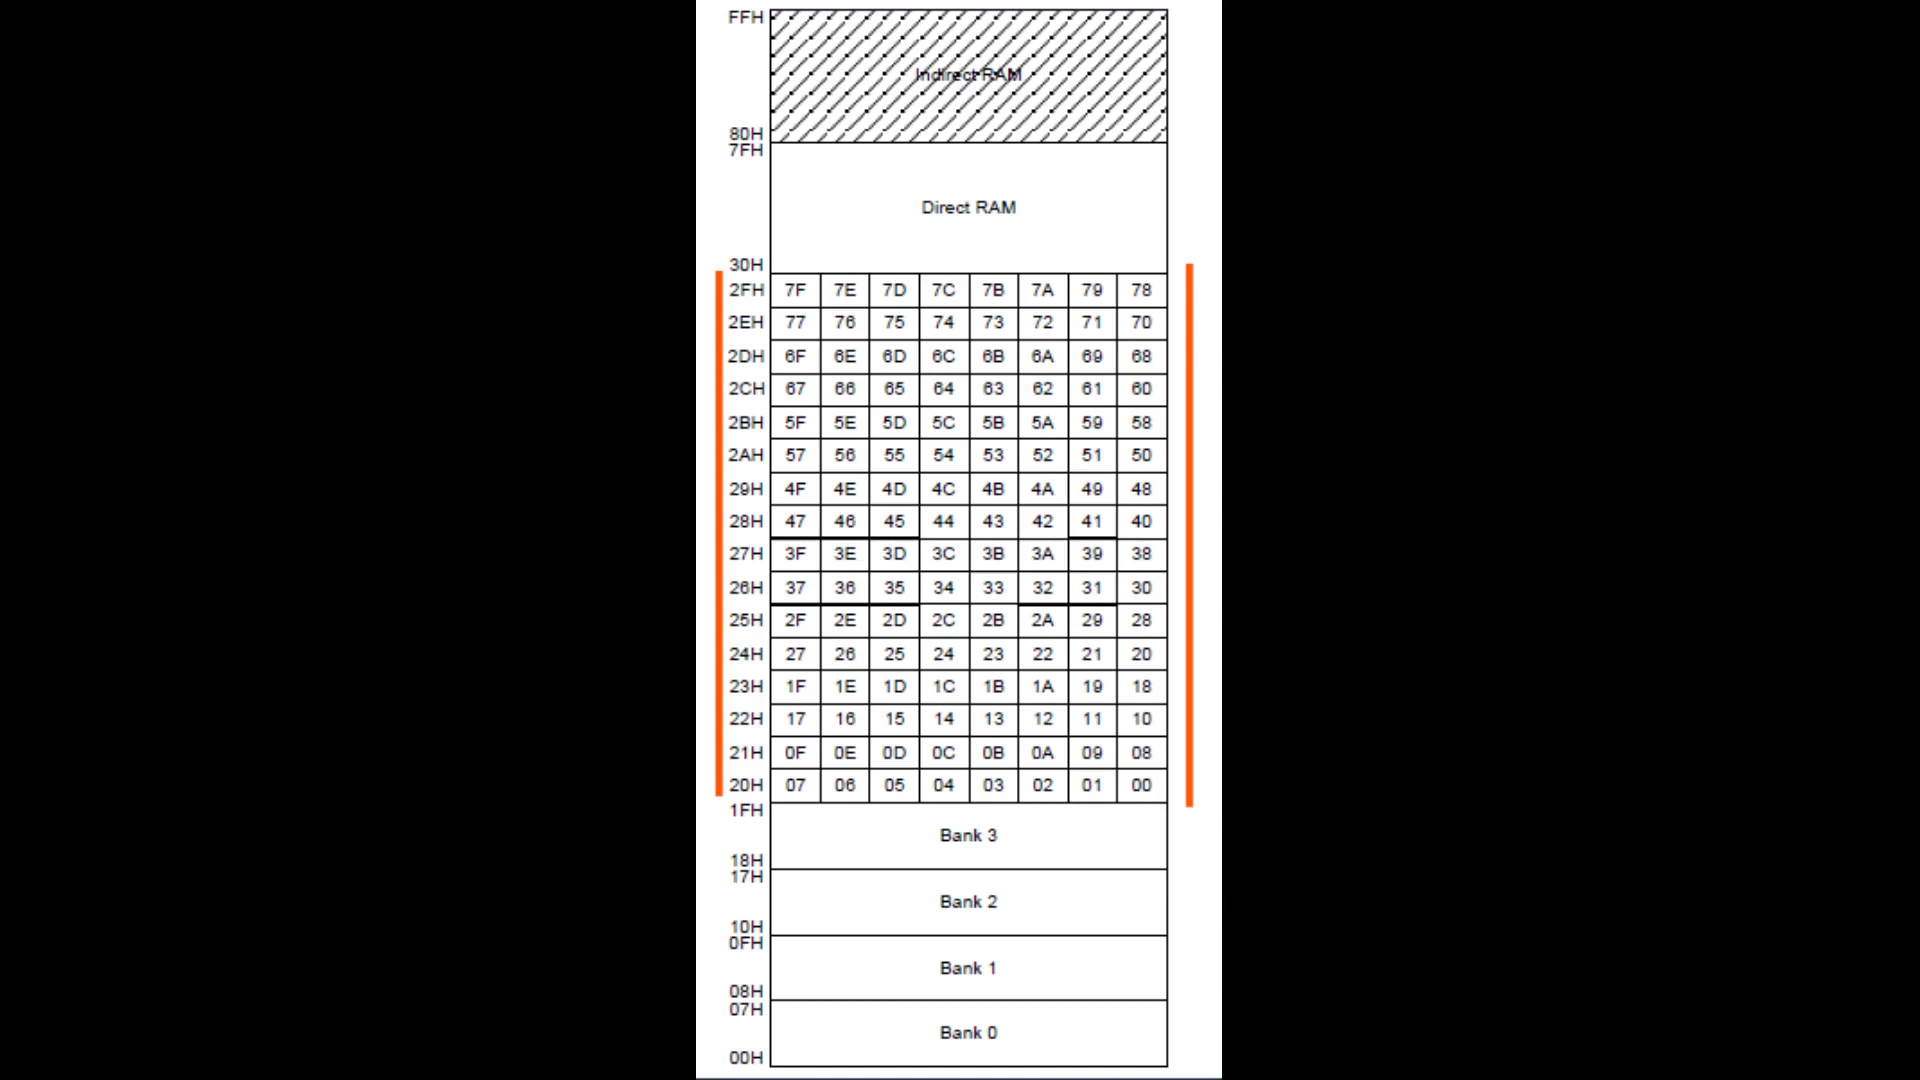 FFH
Indirect RAM
80H
7FH
Direct RAM
30H
2FH 7F 7E 7D 7C 7B 7A 79 78
2EH 77 76 75 74 73 72 71 70
2DH 6F 6E 6D 6C 6B 6A 69 68
2CH 67 66 65 64 63 62 61 60
2BH 5F 5E 5D 5C 5B 5A 59 58
2AH 57 56 55 54 53 52 51 50
29H 4F 4E 4D 4C 4B 4A 49 48
28H 47 46 45 44 43 42 41 40
27H 3F 3E 3D 3C 3B 3A 39 38
26H 37 36 35 34 33 32 31 30
25H 2F 2E 2D 2C 2B 2A 29 28
24H 27 26 25 24 23 22 21 20
23H 1F 1E 1D 1C 1B 1A 19 18
22H 17 16 15 14 13 12 11 10
21H 0F 0E 0D 0C 0B 0A 09 08
20H 07 06 05 04 03 02 01 00
1FH
Bank 3
18H
17H
Bank 2
10H
0FH
Bank 1
08H
07H
Bank 0
00H